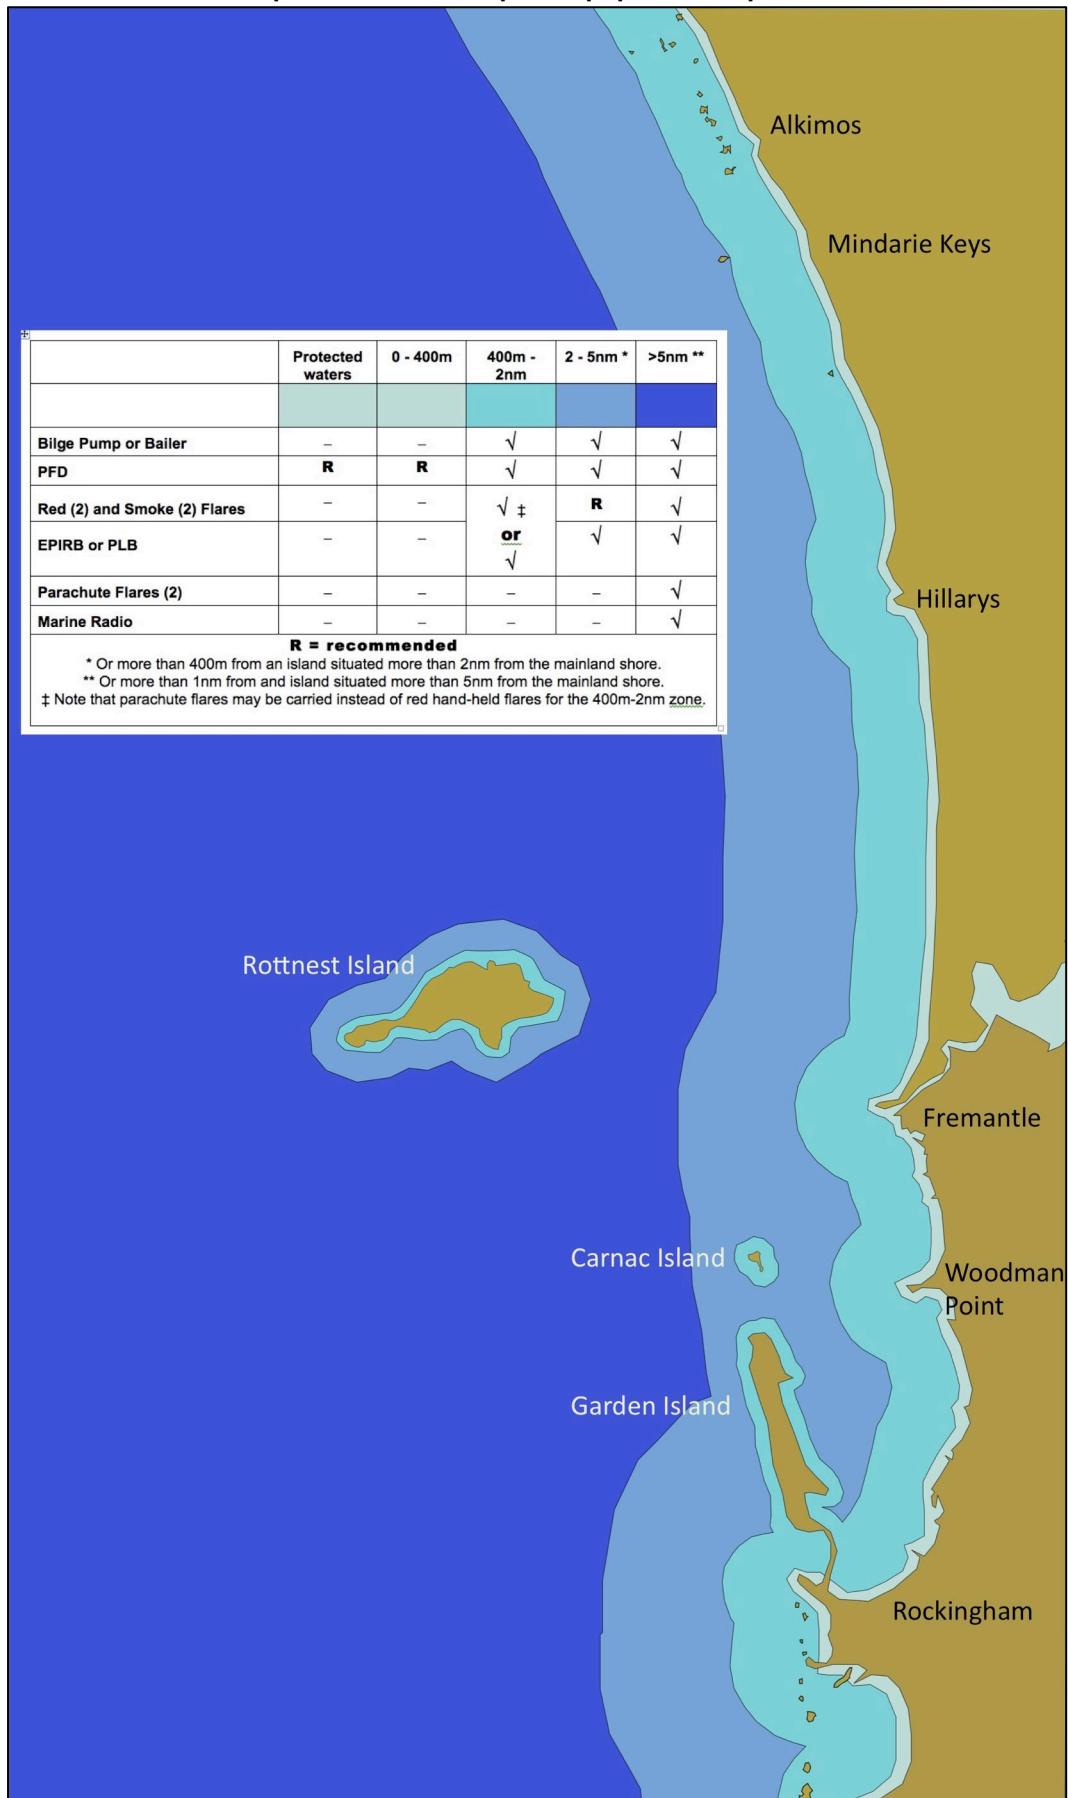 Alkimos
Mindarie Keys
Protected waters 0 - 400m 400m - 2nm 2 - 5nm * >5nm **
Bilge Pump or Bailer – – √ √ √
PFD R R √ √ √
Red (2) and Smoke (2) Flares – – √ ‡ R √
or
EPIRB or PLB – – √ √ √
Parachute Flares (2) – – – – √
Marine Radio – – – – √
R = recommended
* Or more than 400m from an island situated more than 2nm from the mainland shore.
** Or more than 1nm from and island situated more than 5nm from the mainland shore.
‡ Note that parachute flares may be carried instead of red hand-held flares for the 400m-2nm zone.
Hillarys
Rottnest Island
Fremantle
Carnac Island
Woodman
Point
Garden Island
Rockingham